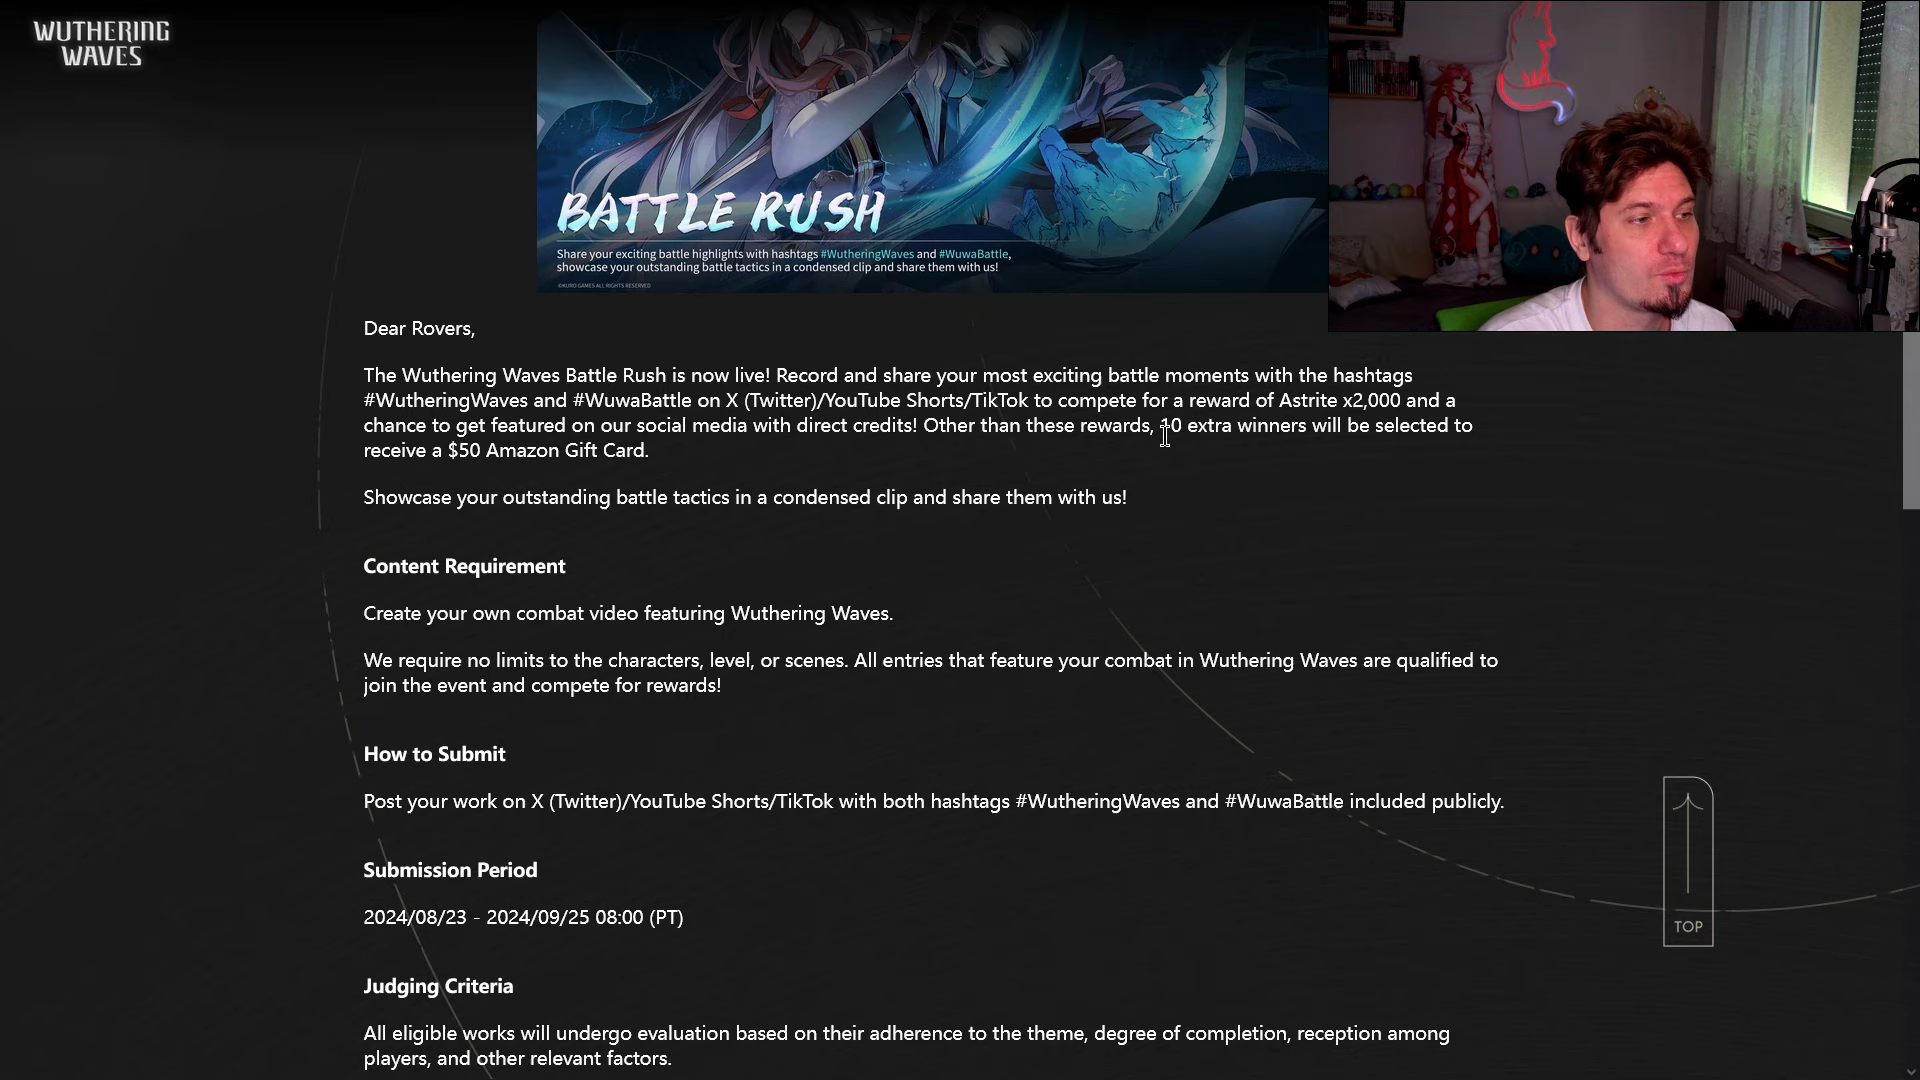 WUTHERING
WAVES
BATTLE RUSH
Share your exciting battle highlights with hashtags #WutheringWaves and #WuwaBattle,
showcase your outstanding battle tactics in a condensed clip and share them with us!
©KURO GAMES ALL RIGHTS RESERVED
Dear Rovers,
The Wuthering Waves Battle Rush is now live! Record and share your most exciting battle moments with the hashtags
#WutheringWaves and #WuwaBattle on X (Twitter)/YouTube Shorts/TikTok to compete for a reward of Astrite x2,000 and a
chance to get featured on our social media with direct credits! Other than these rewards, 10 extra winners will be selected to
receive a $50 Amazon Gift Card.
Showcase your outstanding battle tactics in a condensed clip and share them with us!
Content Requirement
Create your own combat video featuring Wuthering Waves.
We require no limits to the characters, level, or scenes. All entries that feature your combat in Wuthering Waves are qualified to
join the event and compete for rewards!
How to Submit
Post your work on X (Twitter)/YouTube Shorts/TikTok with both hashtags #WutheringWaves and #WuwaBattle included publicly.
Submission Period
2024/08/23 - 2024/09/25 08:00 (PT)
TOP
Judging Criteria
All eligible works will undergo evaluation based on their adherence to the theme, degree of completion, reception among
players, and other relevant factors.